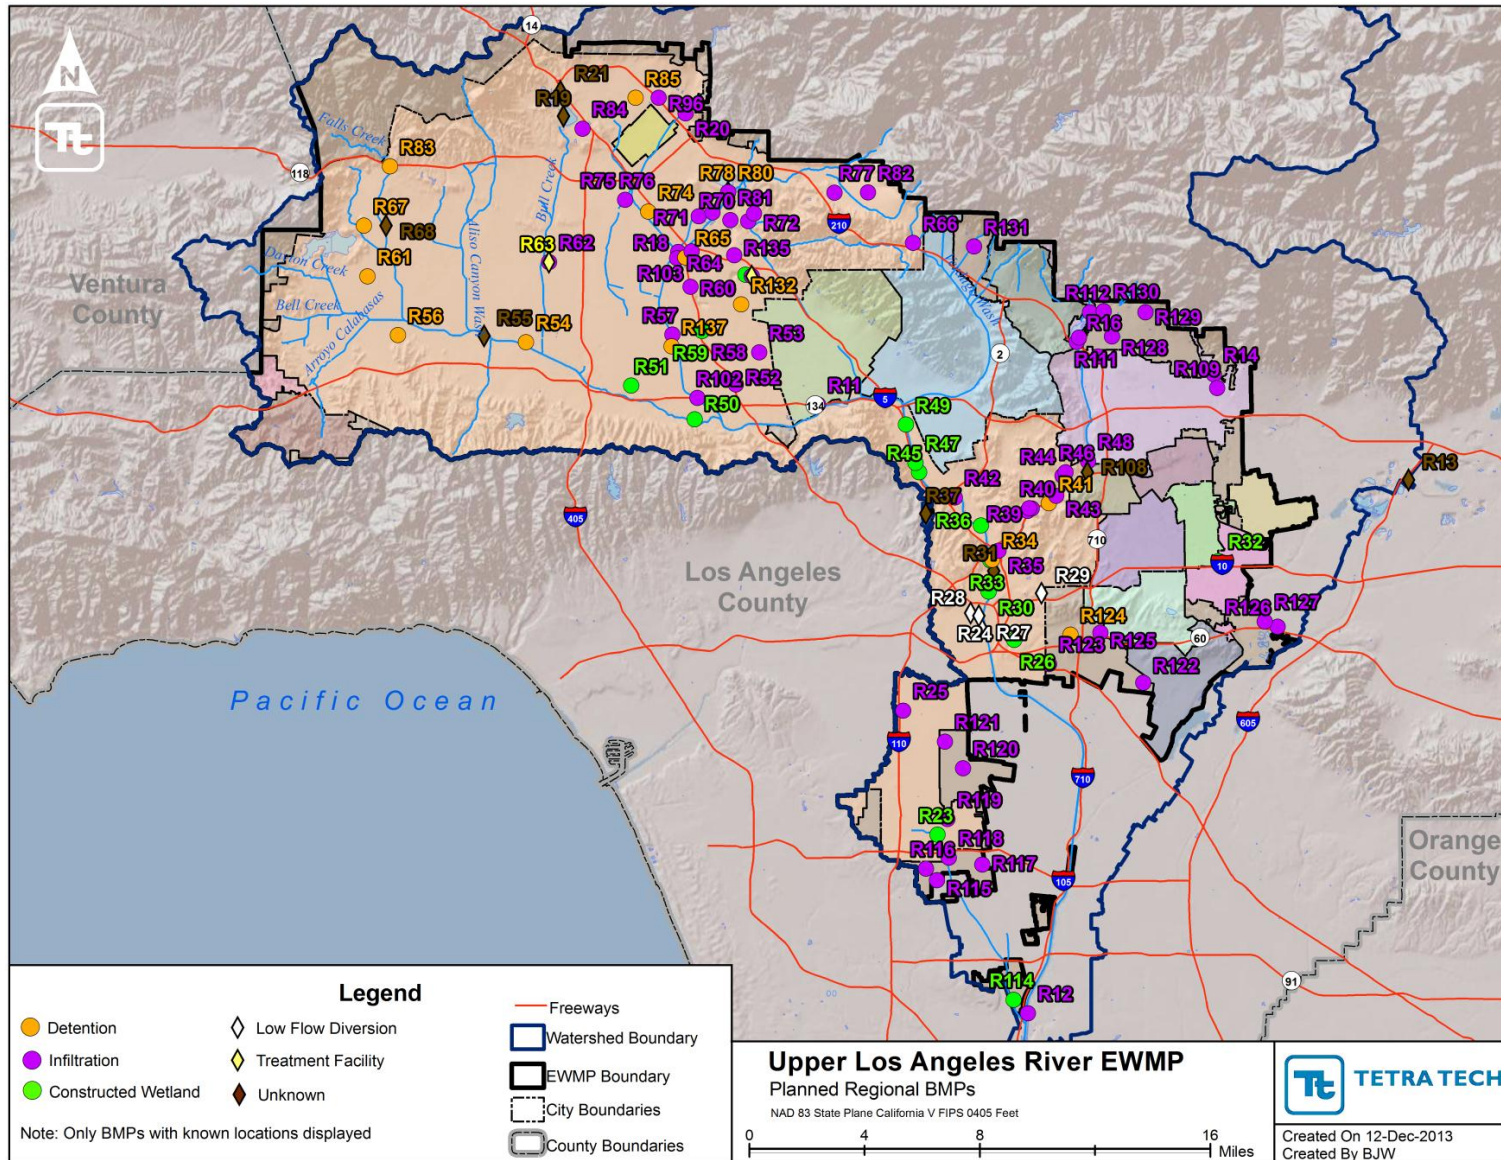 14
R21
R85
R19
R84
R96
R20
N
Tt
Falls Creek
R83
118
R78 R80
R77 R82
R75 R76
R74
R70
R81
R71
R72
210
R67
R68
Bull Creek
R66
R131
R63
R62
R18
R65
R135
R61
Dayton Creek
R64
R103
R132
R60
Ventura
County
Bell Creek
Aliso Canyon Wash
Arroyo Calabasas
R112
R130
R129
R16
R56
R55
R54
R57
R137
R53
R128
R111
R59
R58
2
R14
R109
R51
R102
R52
R11
5
134
R50
R49
R47
R45
R44
R46
R48
R108
R13
R42
R41
R37
R40
R43
405
R36
R39
710
R34
R31
R35
R32
10
Los Angeles
County
R33
R29
R28
R30
R126
R127
R124
R24
R27
R123
R125
60
R26
R122
Pacific Ocean
R25
R121
110
605
R120
710
R119
R23
R118
R116
R117
Orange
County
R115
105
R114
R12
91
Legend
Detention
Infiltration
Constructed Wetland
Low Flow Diversion
Treatment Facility
Unknown
Freeways
Watershed Boundary
EWMP Boundary
City Boundaries
County Boundaries
Note: Only BMPs with known locations displayed
Upper Los Angeles River EWMP
Planned Regional BMPs
NAD 83 State Plane California V FIPS 0405 Feet
0 4 8 16 Miles
Tt TETRA TECH
Created On 12-Dec-2013
Created By BJW